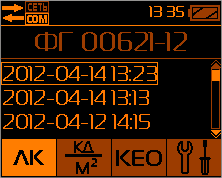 СЕТЬ 13 35
COM
ФГ 00621-12
2012-04-14 13:23
2012-04-14 13:13
2012-04-12 14:15
ЛК КД/М² КЕО